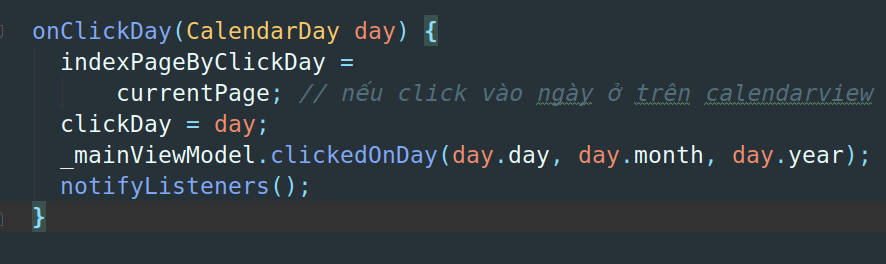 onClickDay(CalendarDay day) {
indexPageByClickDay =
currentPage; // nếu click vào ngày ở trên calendarview
clickDay = day;
_mainViewModel.clickedOnDay(day.day, day.month, day.year);
notifyListeners();
}